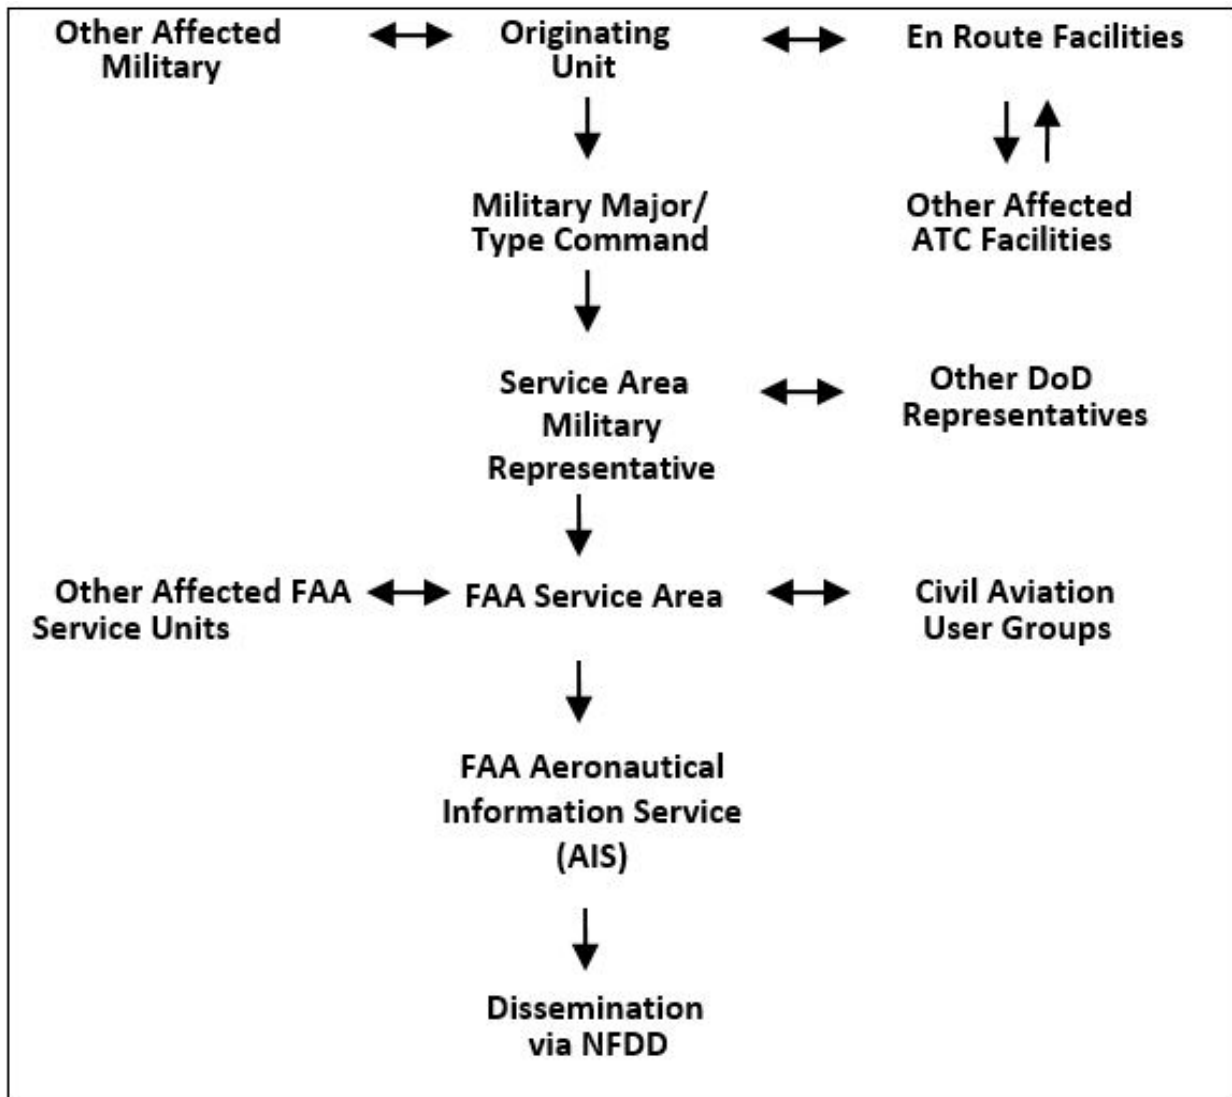 Other Affected
Military
Originating
Unit
En Route Facilities
Military Major/
Type Command
Other Affected
ATC Facilities
Service Area
Military
Representative
Other DoD
Representatives
Other Affected FAA
Service Units
FAA Service Area
Civil Aviation
User Groups
FAA Aeronautical
Information Service
(AIS)
Dissemination
via NFDD